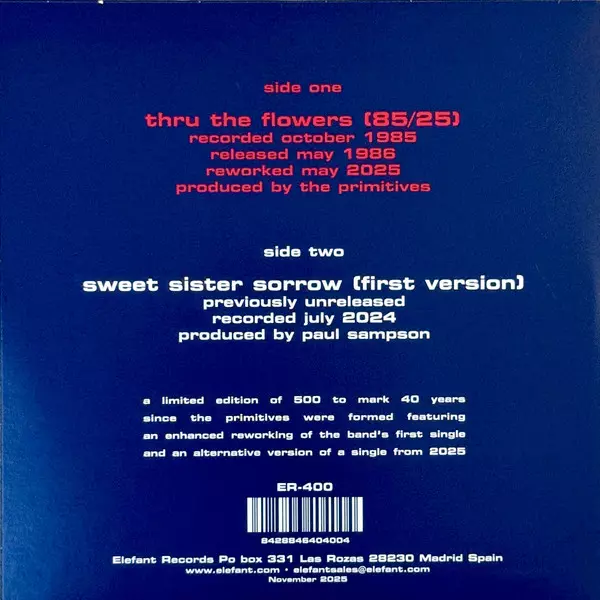 side one
thru the flowers (85/25)
recorded october 1985
released may 1986
reworked may 2025
produced by the primitives
side two
sweet sister sorrow (first version)
previously unreleased
recorded july 2024
produced by paul sampson
a limited edition of 500 to mark 40 years
since the primitives were formed featuring
an enhanced reworking of the band's first single
and an alternative version of a single from 2025
ER-400
8428846404004
Elefant Records Po box 331 Las Rozas 28230 Madrid Spain
www.elefant.com • elefantsales@elefant.com
November 2025